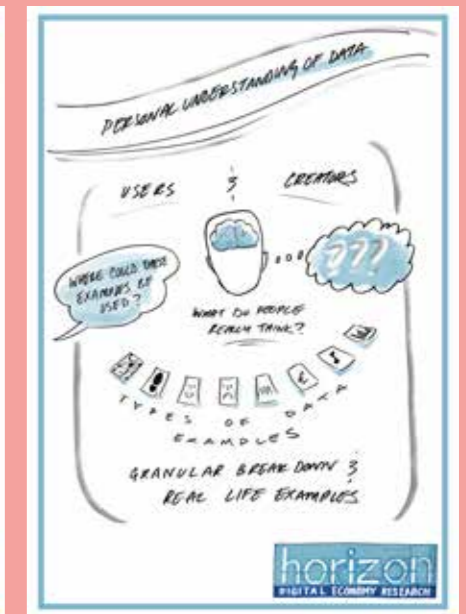 PERSONAL UNDERSTANDING OF DATA
USERS & CREATORS
WHERE COULD THESE
EXAMPLES BE
USED?
???
WHAT DO PEOPLE
REALLY THINK?
TYPES OF DATA
EXAMPLES
GRANULAR BREAK DOWN &
REAL LIFE EXAMPLES
horizon
DIGITAL ECONOMY RESEARCH